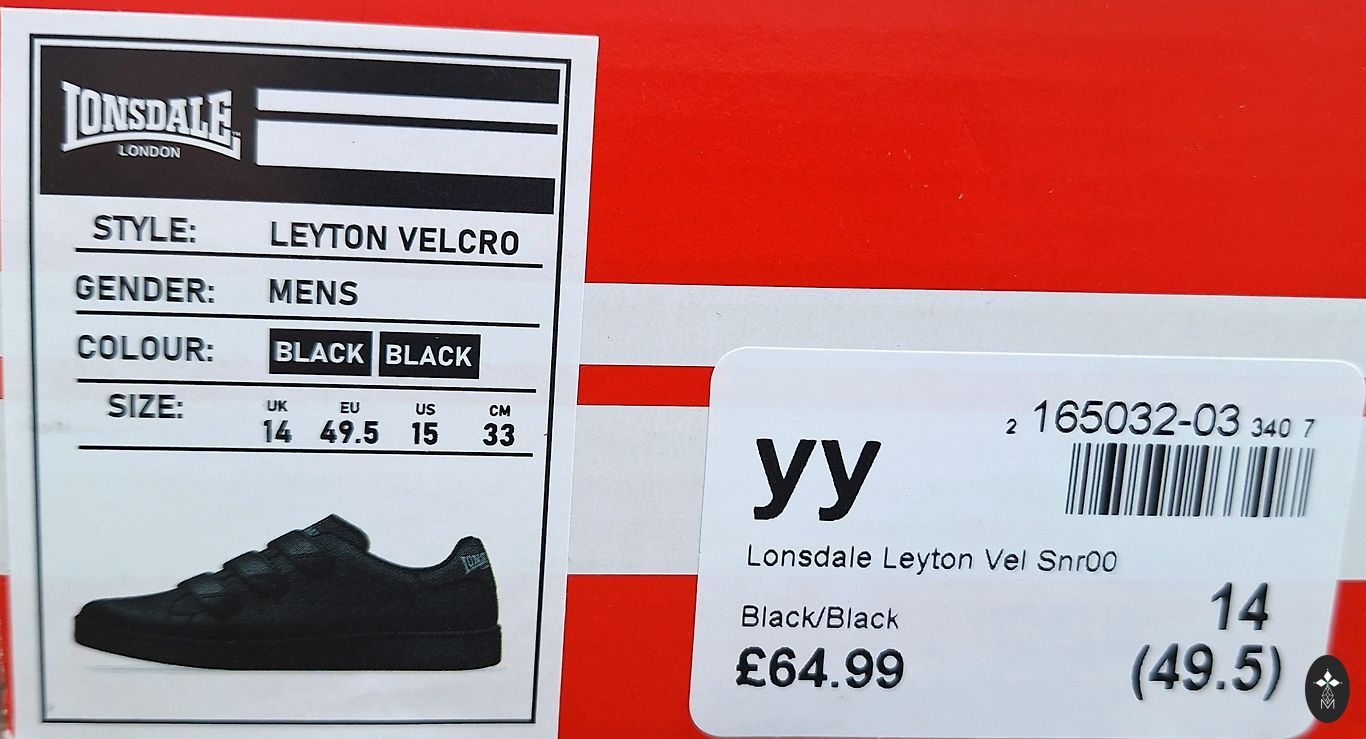 LONSDALE
LONDON
STYLE: LEYTON VELCRO
GENDER: MENS
COLOUR: BLACK BLACK
SIZE: UK EU US CM
14 49.5 15 33
LONS
2 165032-03 340 7
yy
Lonsdale Leyton Vel Snr00
Black/Black 14
£64.99 (49.5)
M